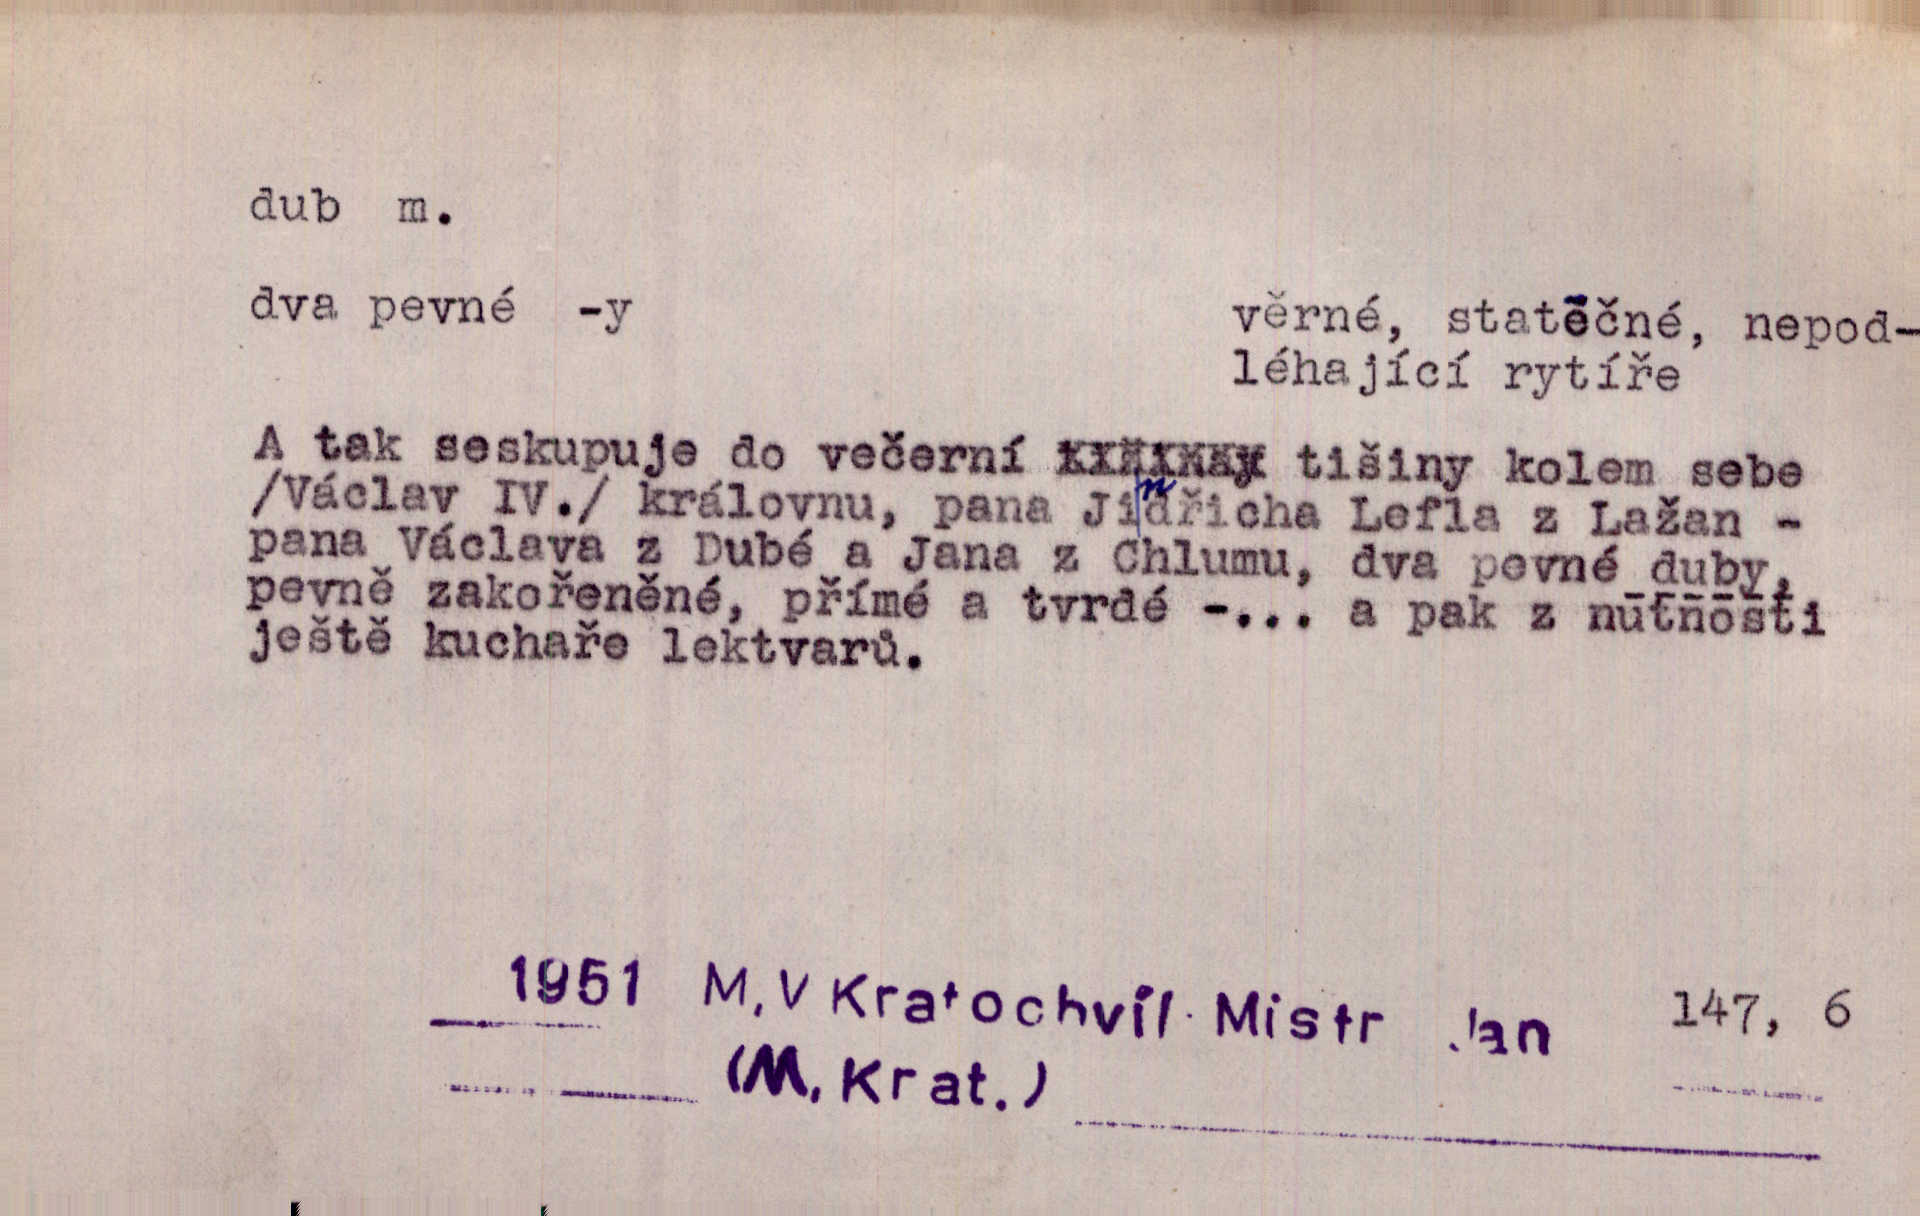 dub m.
dva pevné -y
věrné, statěčné, nepod-
léhající rytíře
A tak seskupuje do večerní tišiny kolem sebe
/Václav IV./ královnu, pana Jindřicha Lefla z Lažan -
pana Václava z Dubé a Jana z Chlumu, dva pevné duby,
pevně zakořeněné, přímé a tvrdé -... a pak z nutnosti
ještě kuchaře lektvarů.
1951 M.V Kratochvíl Mistr Jan 147, 6
(M. Krat.)